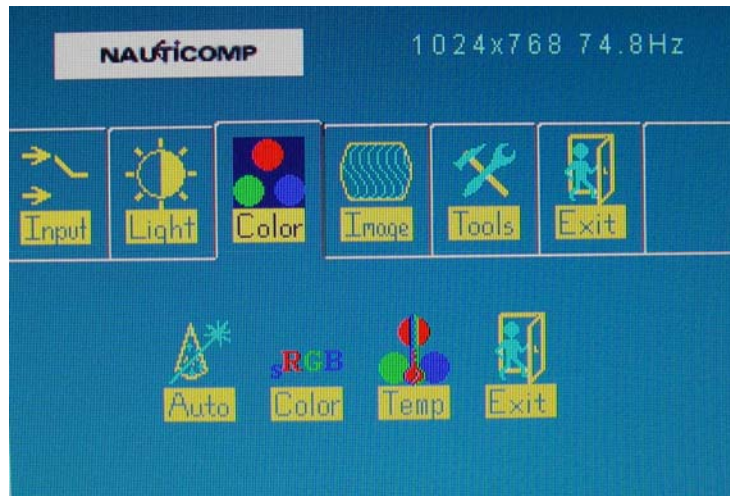 NAUTICOMP
1024x768 74.8Hz
Input Light Color Image Tools Exit
sRGB
Auto Color Temp Exit